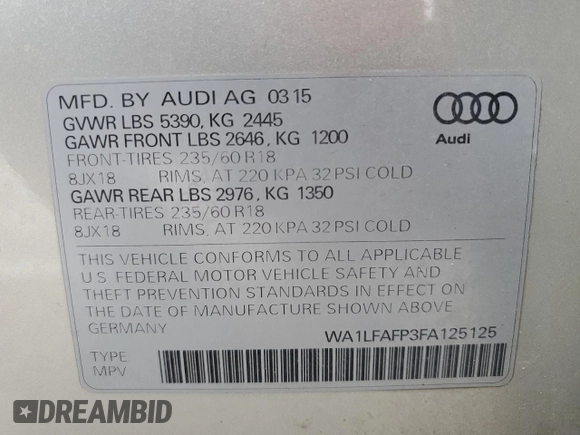 MFD. BY AUDI AG 03 15
GVWR LBS 5390, KG 2445
GAWR FRONT LBS 2646, KG 1200
FRONT-TIRES 235/60 R18
8JX18 RIMS, AT 220 KPA 32 PSI COLD
GAWR REAR LBS 2976, KG 1350
REAR-TIRES 235/60 R18
8JX18 RIMS, AT 220 KPA 32 PSI COLD
Audi
THIS VEHICLE CONFORMS TO ALL APPLICABLE
U.S. FEDERAL MOTOR VEHICLE SAFETY AND
THEFT PREVENTION STANDARDS IN EFFECT ON
THE DATE OF MANUFACTURE SHOWN ABOVE
GERMANY WA1LFAFP3FA125125
TYPE
MPV
DREAMBID